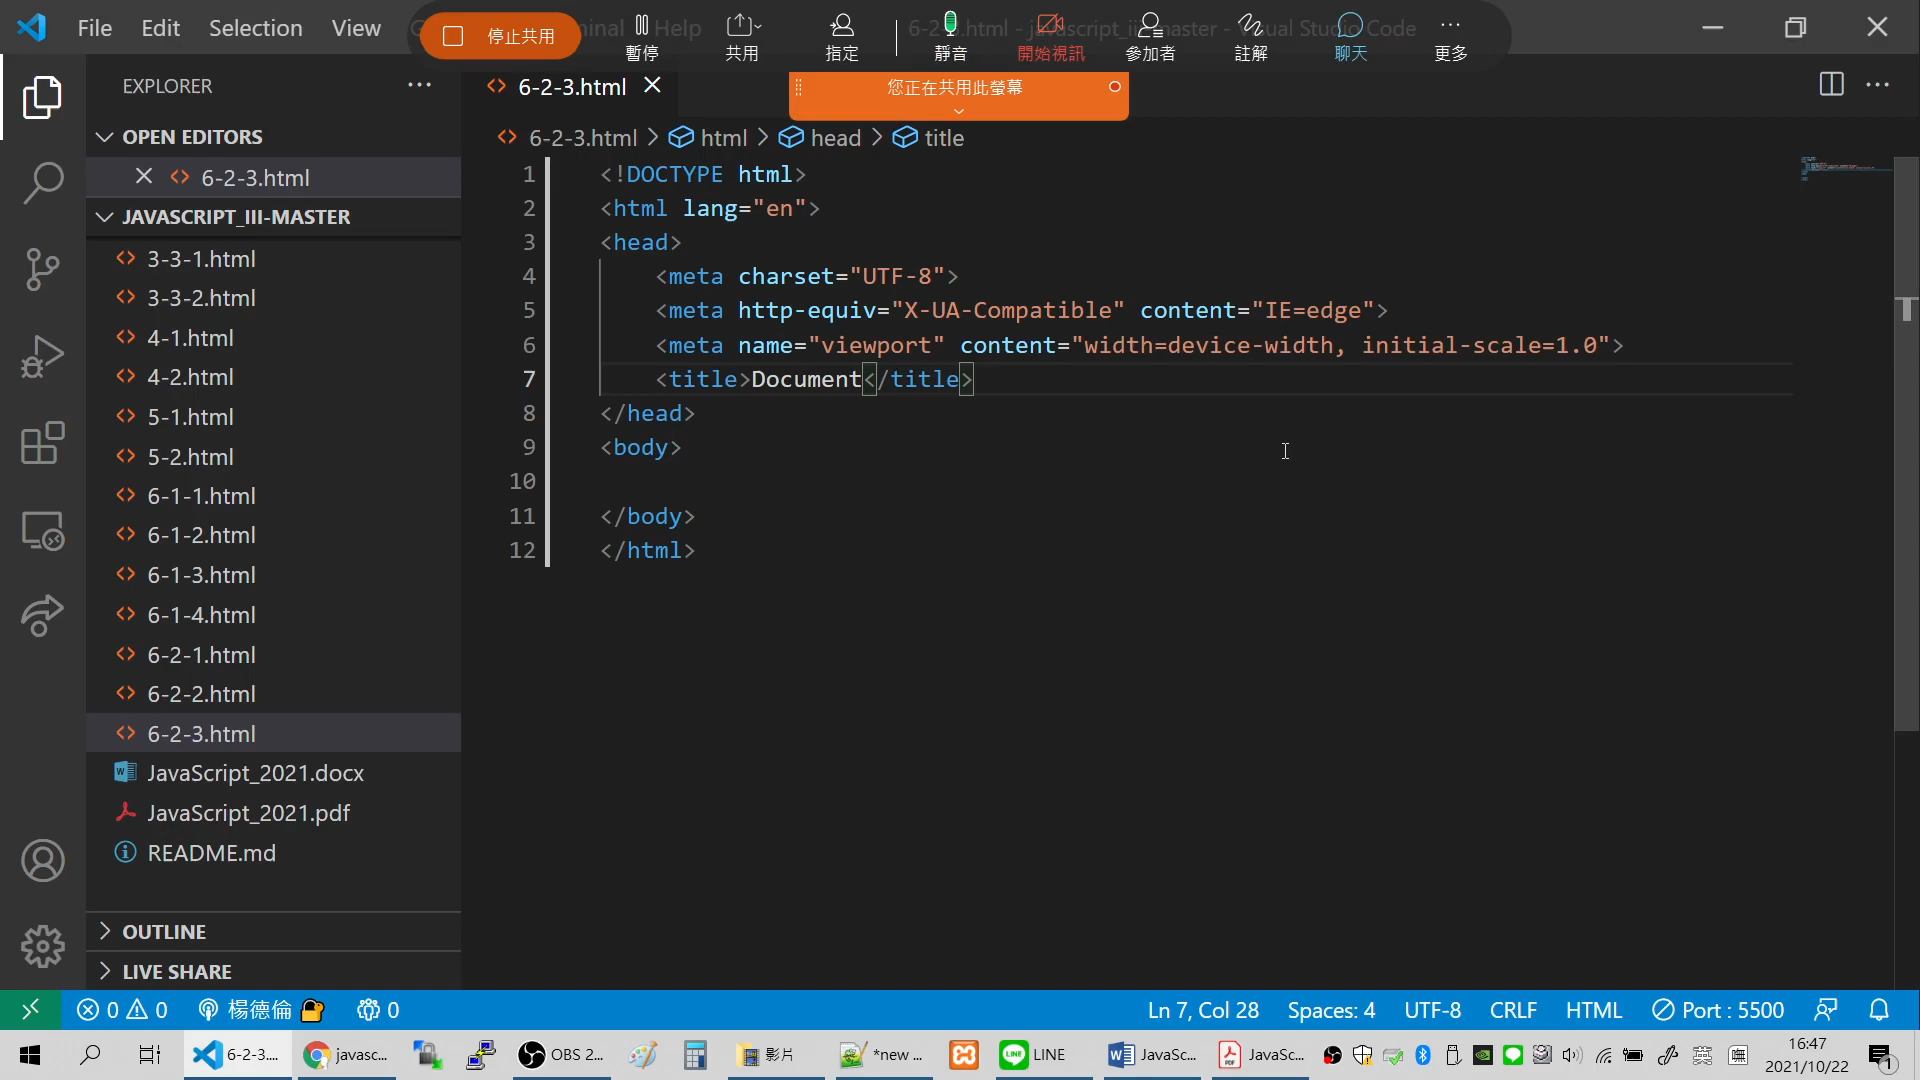 File Edit Selection View
停止共用
暫停
共用
指定
靜音
開始視訊
參加者
註解
聊天
更多
minal Help
html - javascript_iii-master - Visual Studio Code
您正在共用此螢幕
EXPLORER
OPEN EDITORS
6-2-3.html
JAVASCRIPT_III-MASTER
3-3-1.html
3-3-2.html
4-1.html
4-2.html
5-1.html
5-2.html
6-1-1.html
6-1-2.html
6-1-3.html
6-1-4.html
6-2-1.html
6-2-2.html
6-2-3.html
JavaScript_2021.docx
JavaScript_2021.pdf
README.md
OUTLINE
LIVE SHARE
6-2-3.html
6-2-3.html > html > head > title
1 <!DOCTYPE html>
2 <html lang="en">
3 <head>
4 <meta charset="UTF-8">
5 <meta http-equiv="X-UA-Compatible" content="IE=edge">
6 <meta name="viewport" content="width=device-width, initial-scale=1.0">
7 <title>Document</title>
8 </head>
9 <body>
10
11 </body>
12 </html>
0 0 楊德倫 0
Ln 7, Col 28 Spaces: 4 UTF-8 CRLF HTML Port : 5500
6-2-3.... javasc... OBS 2... 影片 *new ... LINE JavaSc... JavaSc... 英
16:47
2021/10/22
1